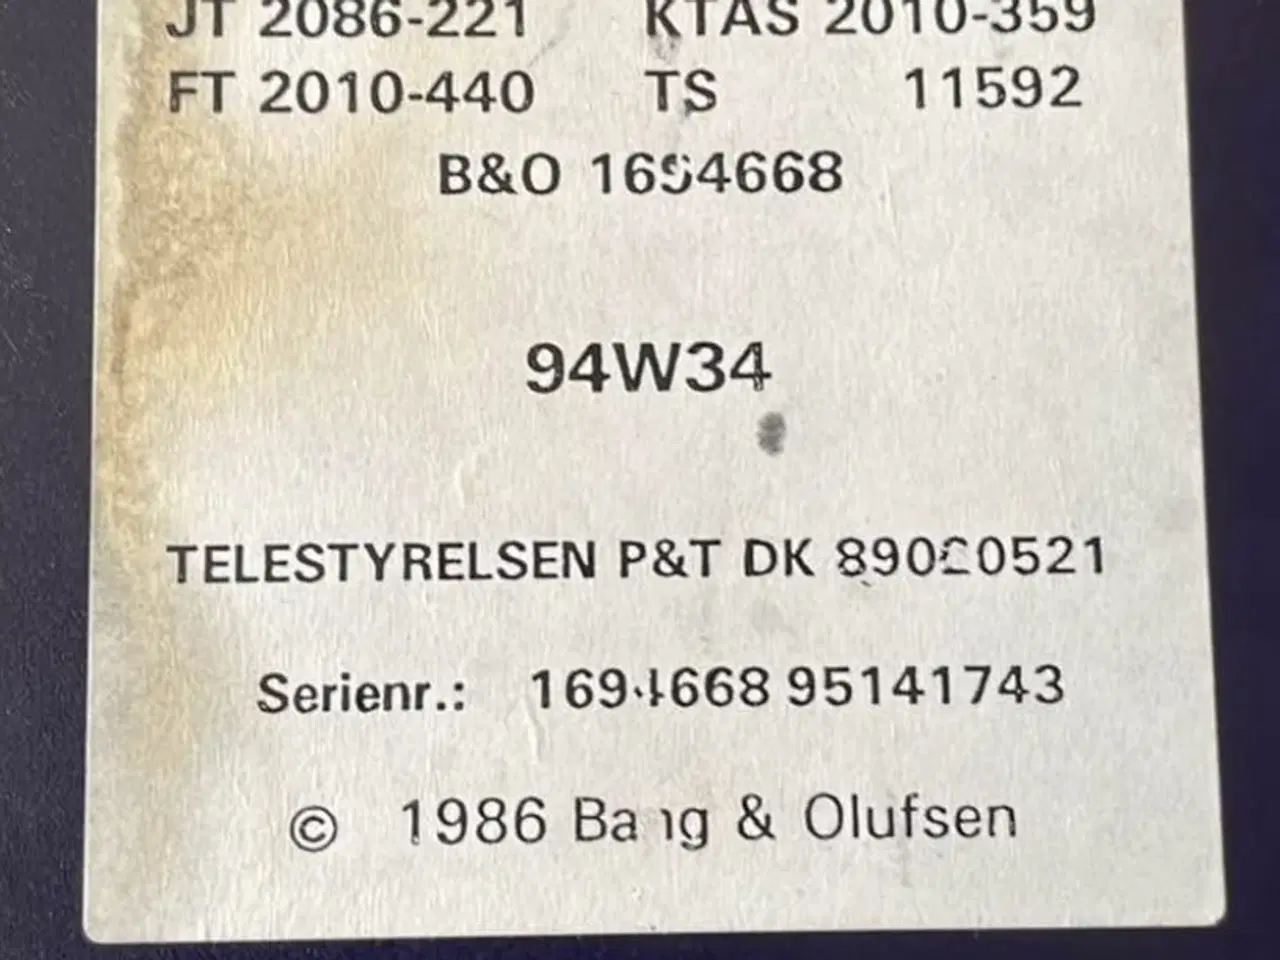 JT 2086-221 KTAS 2010-359
FT 2010-440 TS 11592
B&O 1694668
94W34
TELESTYRELSEN P&T DK
Serienr.: 1694668 95141743
© 1986 Bang & Olufsen